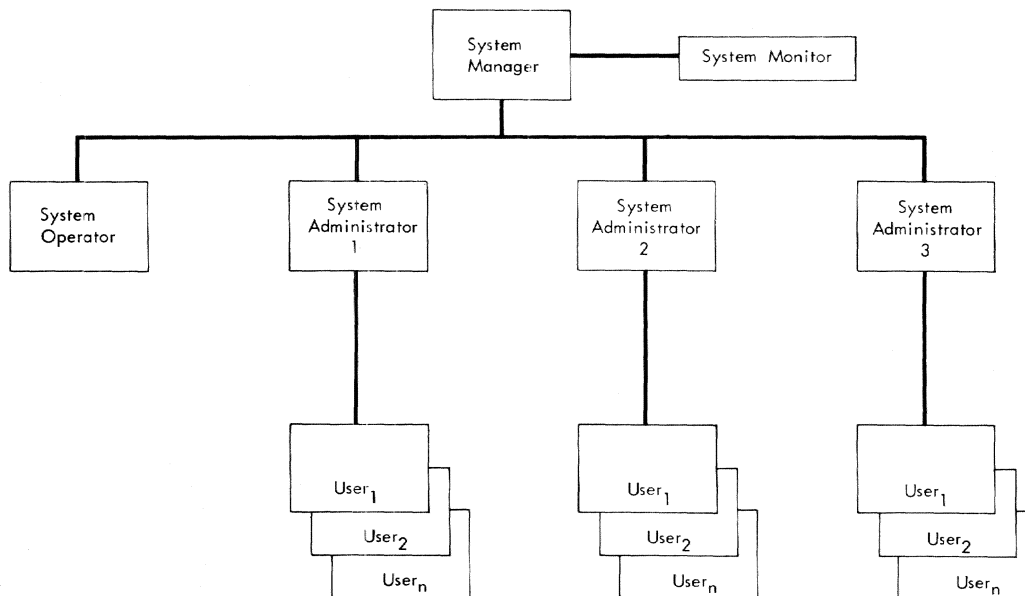 System
Manager
System Monitor
System
Operator
System
Administrator
1
System
Administrator
2
System
Administrator
3
User1
User2
Usern
User1
User2
Usern
User1
User2
Usern